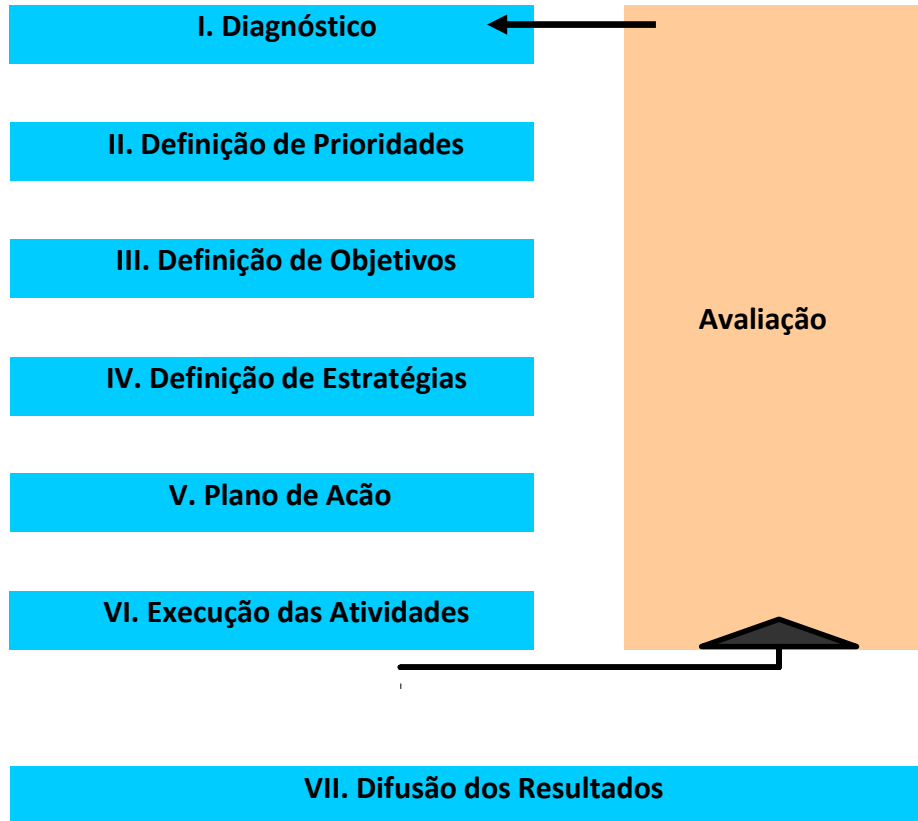 I. Diagnóstico
II. Definição de Prioridades
III. Definição de Objetivos
Avaliação
IV. Definição de Estratégias
V. Plano de Acão
VI. Execução das Atividades
VII. Difusão dos Resultados